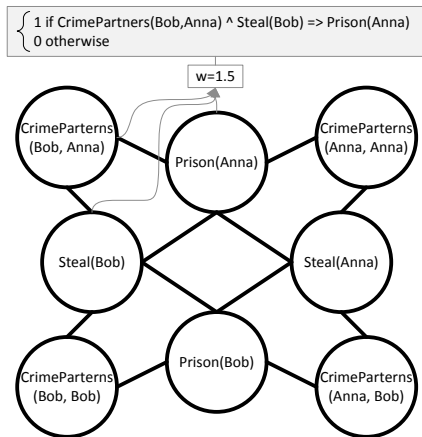 1 if CrimePartners(Bob,Anna) ^ Steal(Bob) => Prison(Anna)
0 otherwise
w=1.5
CrimeParterns
(Bob, Anna)
Prison(Anna)
CrimeParterns
(Anna, Anna)
Steal(Bob)
Steal(Anna)
CrimeParterns
(Bob, Bob)
Prison(Bob)
CrimeParterns
(Anna, Bob)